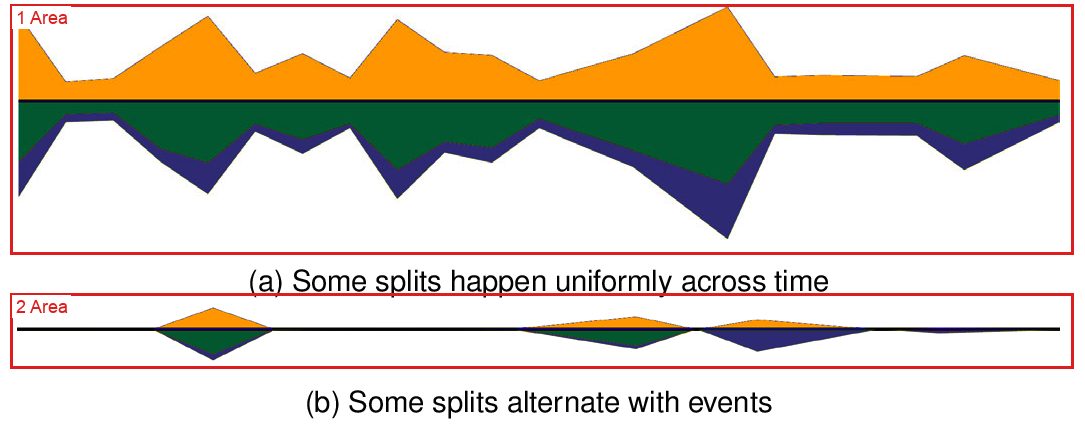 1 Area
(a) Some splits happen uniformly across time
2 Area
(b) Some splits alternate with events